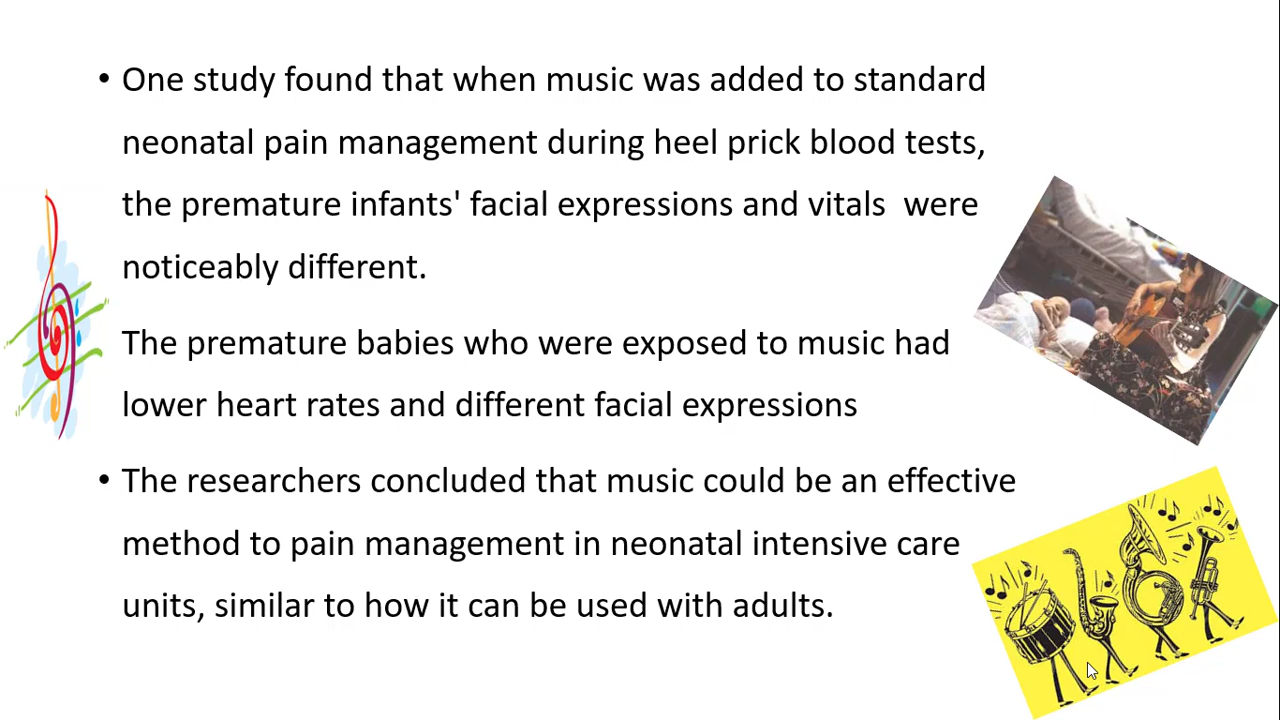 • One study found that when music was added to standard
neonatal pain management during heel prick blood tests,
the premature infants' facial expressions and vitals  were
noticeably different.
The premature babies who were exposed to music had
lower heart rates and different facial expressions
• The researchers concluded that music could be an effective
method to pain management in neonatal intensive care
units, similar to how it can be used with adults.